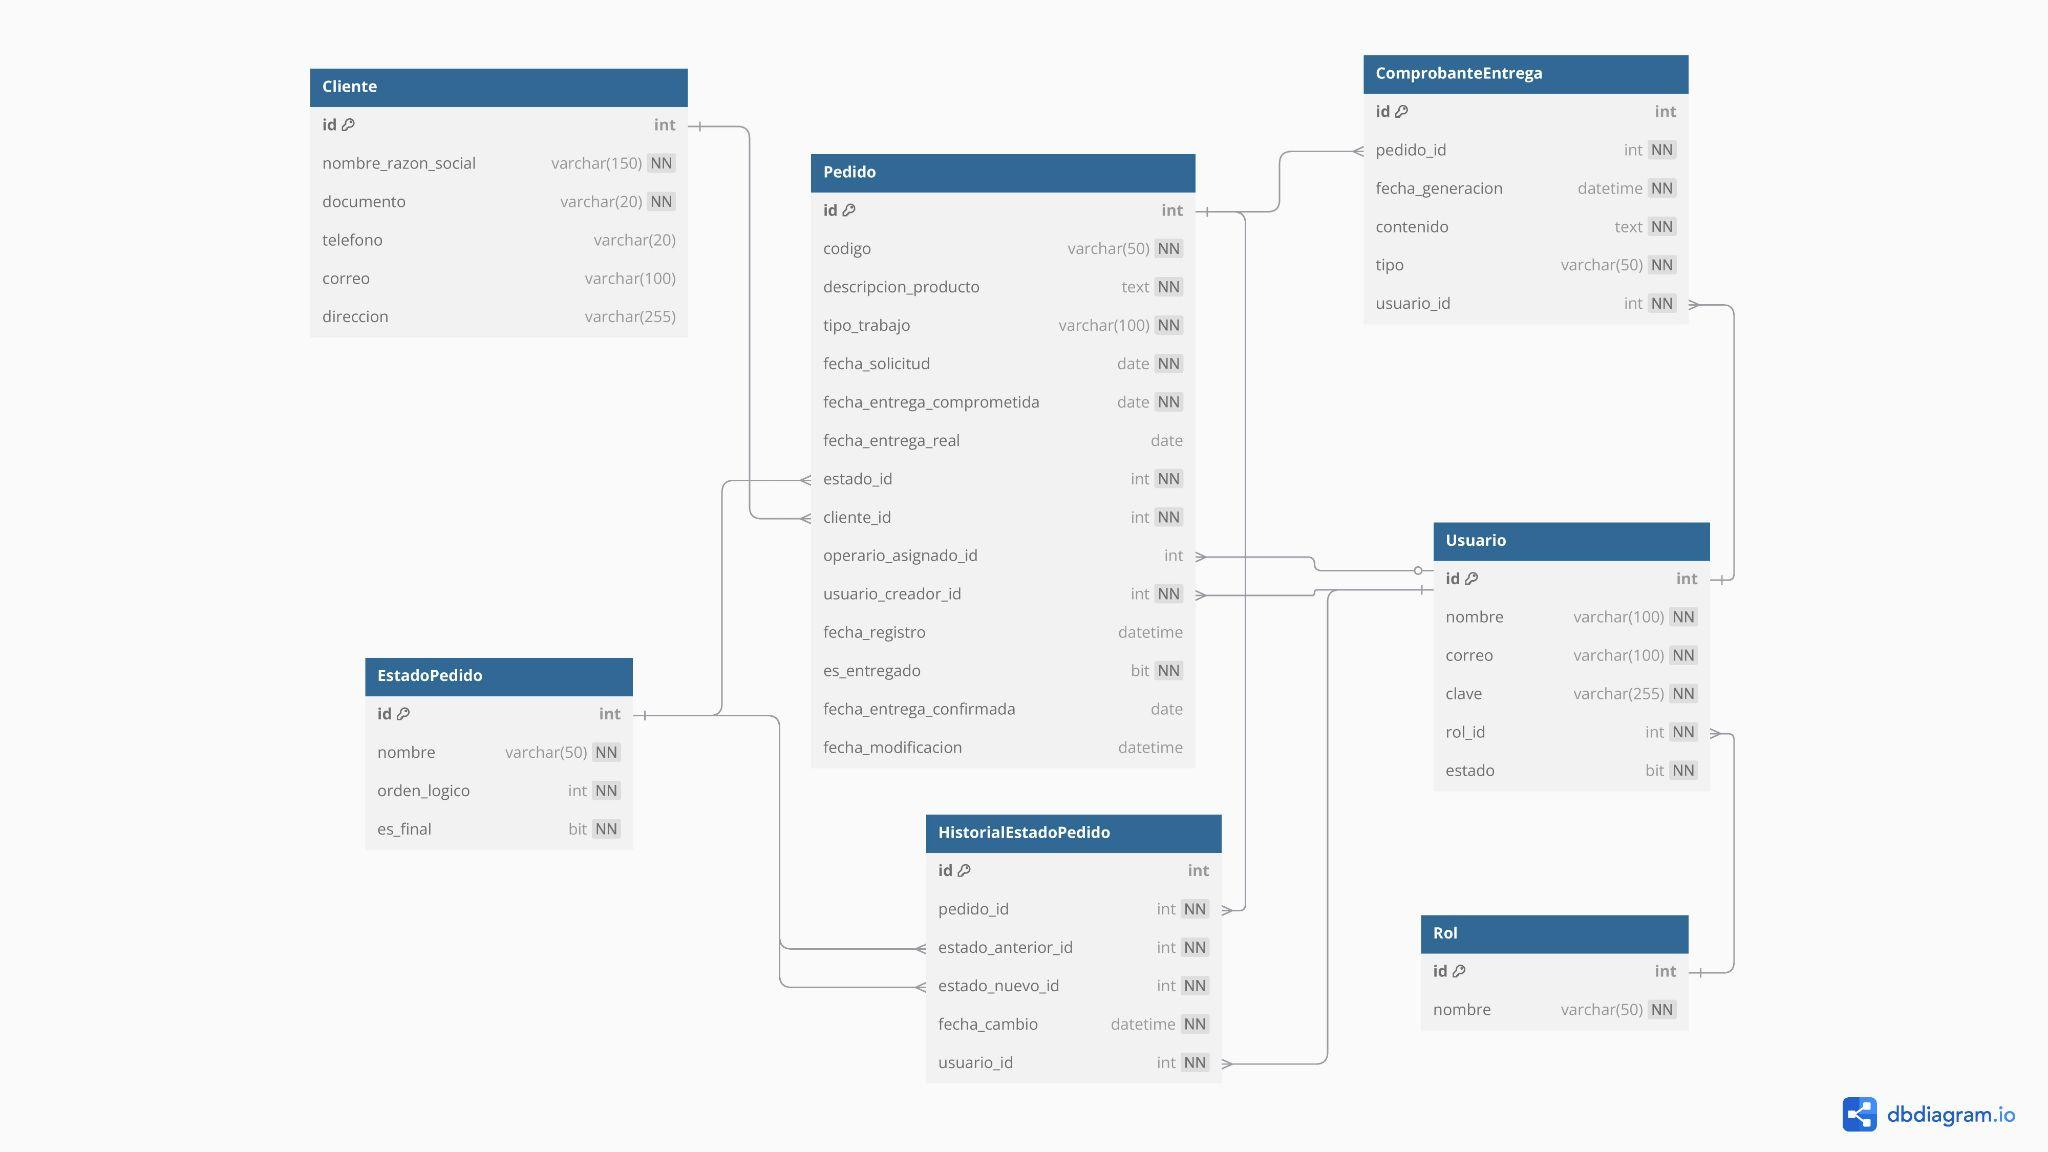 Cliente
id int
nombre_razon_social varchar(150) NN
documento varchar(20) NN
telefono varchar(20)
correo varchar(100)
direccion varchar(255)
Pedido
id int
codigo varchar(50) NN
descripcion_producto text NN
tipo_trabajo varchar(100) NN
fecha_solicitud date NN
fecha_entrega_comprometida date NN
fecha_entrega_real date
estado_id int NN
cliente_id int NN
operario_asignado_id int
usuario_creador_id int NN
fecha_registro datetime
es_entregado bit NN
fecha_entrega_confirmada date
fecha_modificacion datetime
ComprobanteEntrega
id int
pedido_id int NN
fecha_generacion datetime NN
contenido text NN
tipo varchar(50) NN
usuario_id int NN
Usuario
id int
nombre varchar(100) NN
correo varchar(100) NN
clave varchar(255) NN
rol_id int NN
estado bit NN
EstadoPedido
id int
nombre varchar(50) NN
orden_logico int NN
es_final bit NN
HistorialEstadoPedido
id int
pedido_id int NN
estado_anterior_id int NN
estado_nuevo_id int NN
fecha_cambio datetime NN
usuario_id int NN
Rol
id int
nombre varchar(50) NN
dbdiagram.io